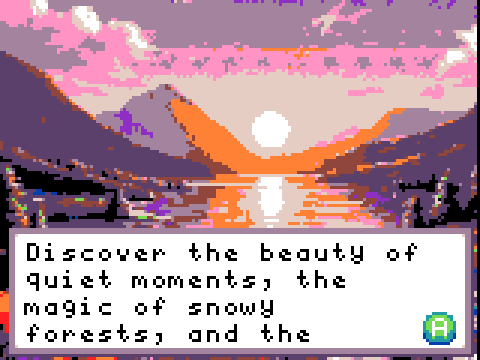 Discover the beauty of
quiet moments, the
magic of snowy
forests, and the
A